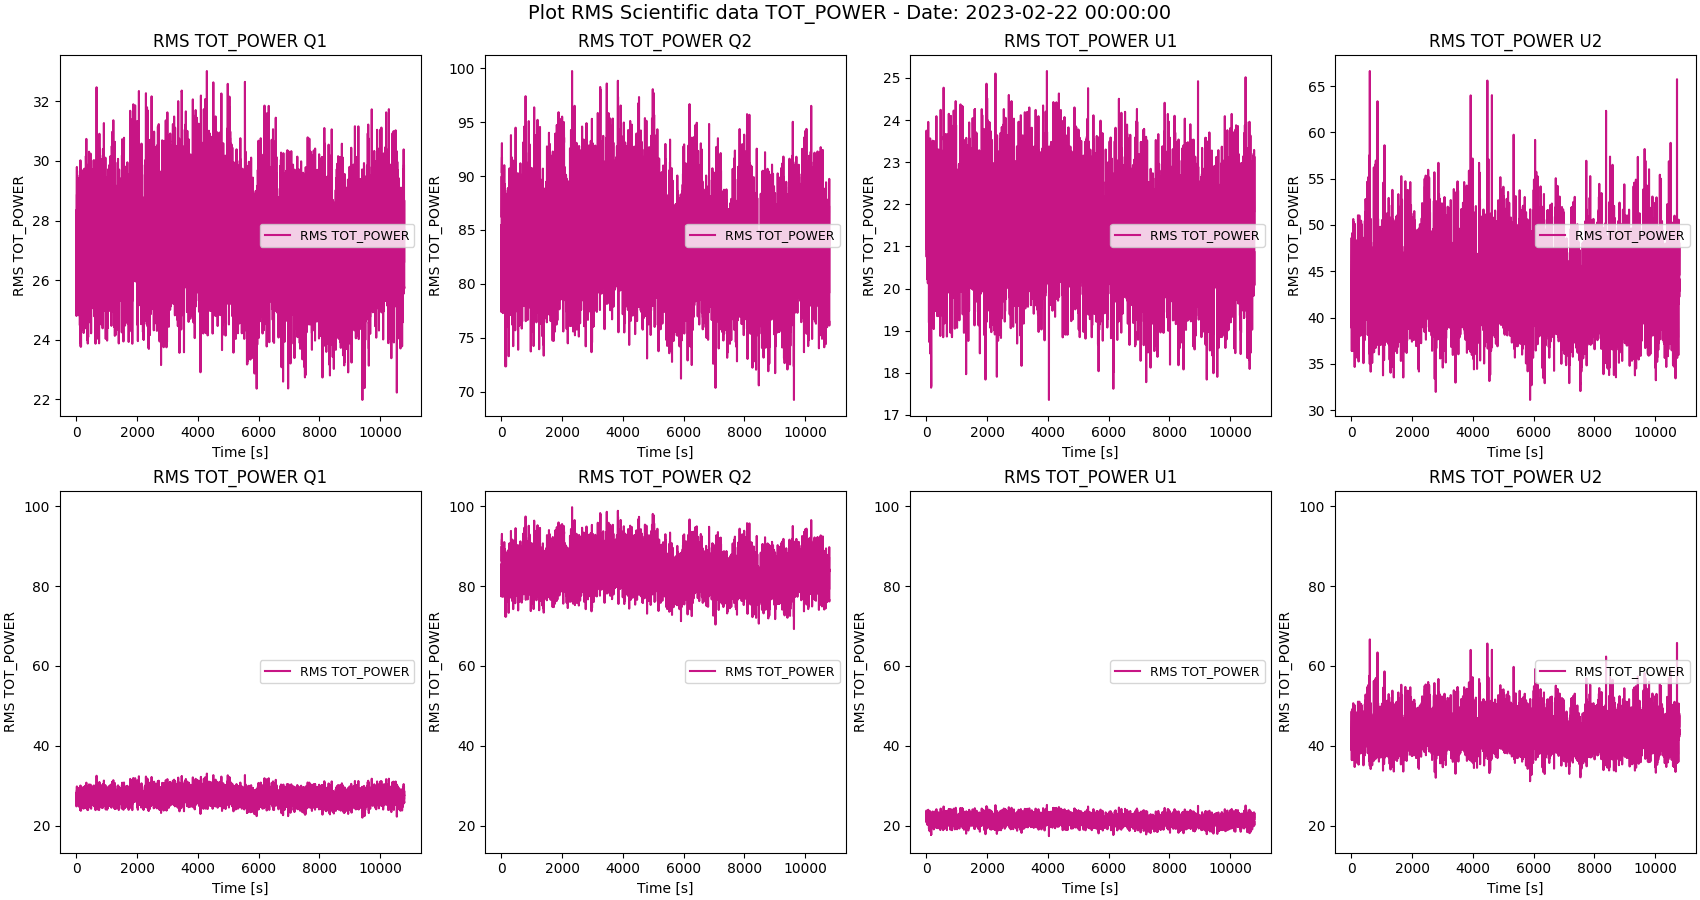 Plot RMS Scientific data TOT_POWER - Date: 2023-02-22 00:00:00
RMS TOT_POWER Q1
RMS TOT_POWER
32
30
28
26
24
22
RMS TOT_POWER
0 2000 4000 6000 8000 10000
Time [s]
RMS TOT_POWER Q2
RMS TOT_POWER
100
95
90
85
80
75
70
RMS TOT_POWER
0 2000 4000 6000 8000 10000
Time [s]
RMS TOT_POWER U1
RMS TOT_POWER
25
24
23
22
21
20
19
18
17
RMS TOT_POWER
0 2000 4000 6000 8000 10000
Time [s]
RMS TOT_POWER U2
RMS TOT_POWER
65
60
55
50
45
40
35
30
RMS TOT_POWER
0 2000 4000 6000 8000 10000
Time [s]
RMS TOT_POWER Q1
RMS TOT_POWER
100
80
60
40
20
RMS TOT_POWER
0 2000 4000 6000 8000 10000
Time [s]
RMS TOT_POWER Q2
RMS TOT_POWER
100
80
60
40
20
RMS TOT_POWER
0 2000 4000 6000 8000 10000
Time [s]
RMS TOT_POWER U1
RMS TOT_POWER
100
80
60
40
20
RMS TOT_POWER
0 2000 4000 6000 8000 10000
Time [s]
RMS TOT_POWER U2
RMS TOT_POWER
100
80
60
40
20
RMS TOT_POWER
0 2000 4000 6000 8000 10000
Time [s]